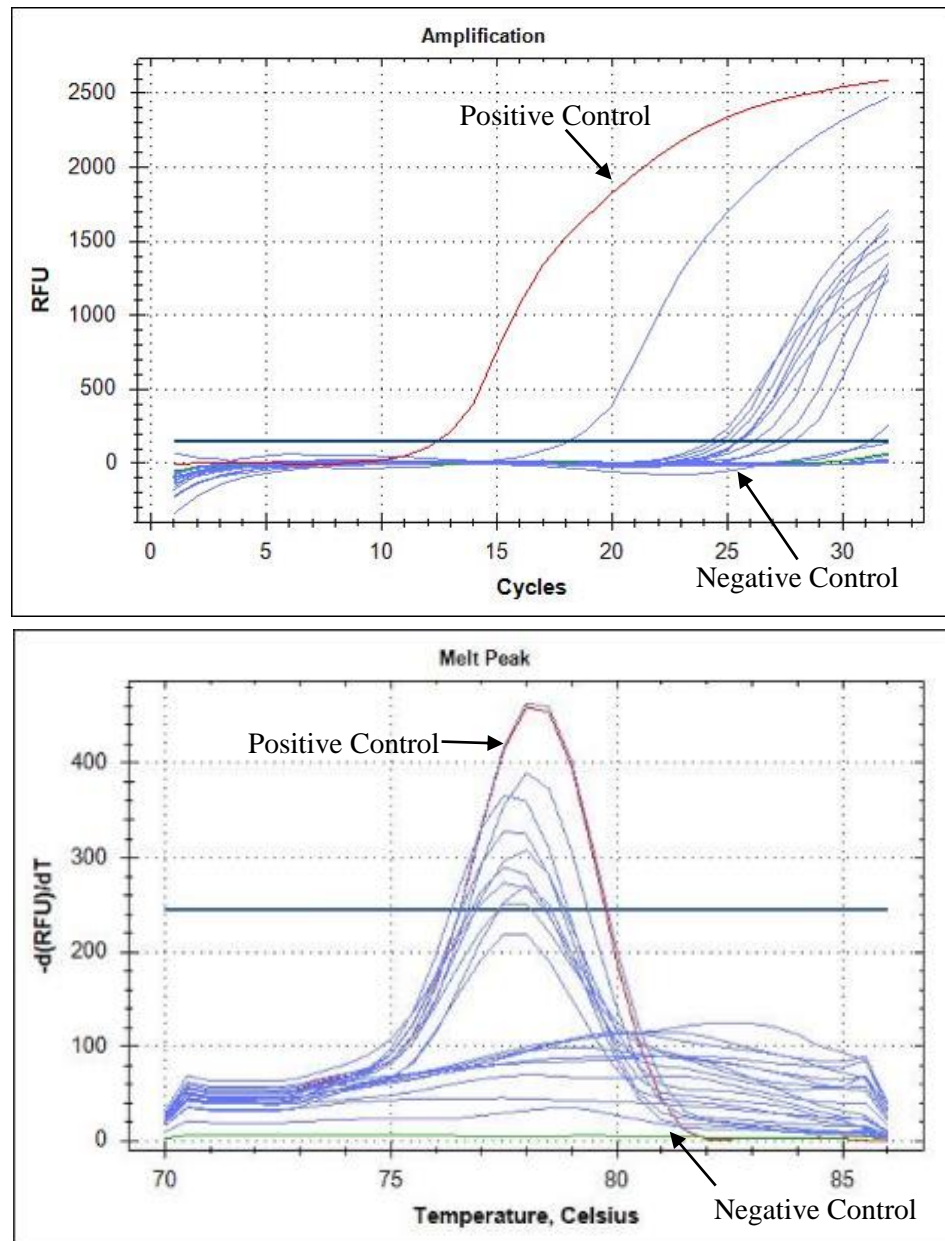 Amplification
2500
2000
1500
1000
500
0
RFU
Positive Control
Negative Control
0 5 10 15 20 25 30
Cycles
Melt Peak
400
300
200
100
0
-d(RFU)/dT
Positive Control
Negative Control
70 75 80 85
Temperature, Celsius